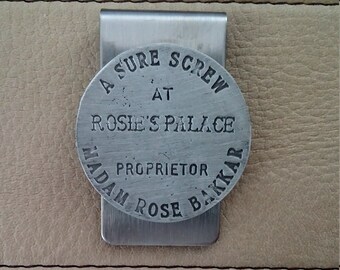 A SURE SCREW
AT
ROSIE'S PALACE
PROPRIETOR
MADAM ROSE BAKKAR